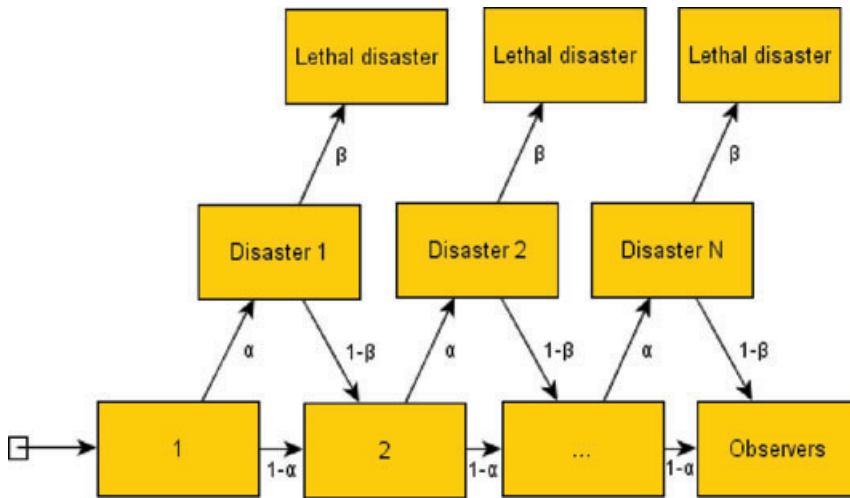 Lethal disaster
Lethal disaster
Lethal disaster
β
β
β
Disaster 1
Disaster 2
Disaster N
α
1-β
α
1-β
α
1-β
1
2
...
Observers
1-α
1-α
1-α